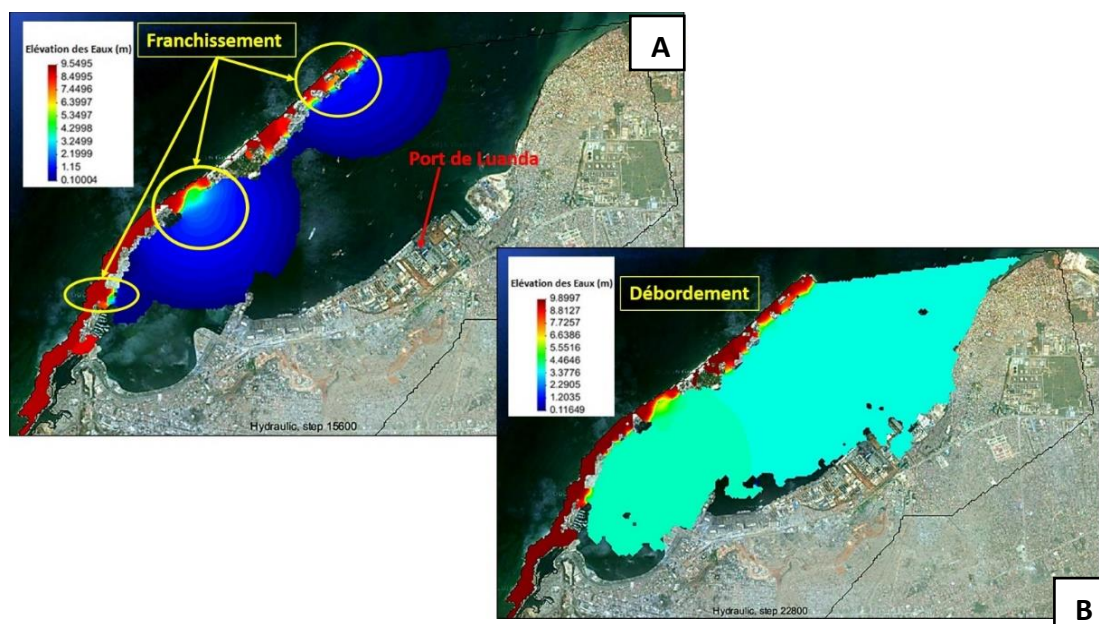 A
Elévation des Eaux (m)
9.5495
8.4995
7.4496
6.3997
5.3497
4.2998
3.2499
2.1999
1.15
0.10004
Franchissement
Port de Luanda
Hydraulic, step 15600
Elévation des Eaux (m)
9.8997
8.8127
7.7257
6.6386
5.5516
4.4646
3.3776
2.2905
1.2035
0.11649
Débordement
Hydraulic, step 22800
B